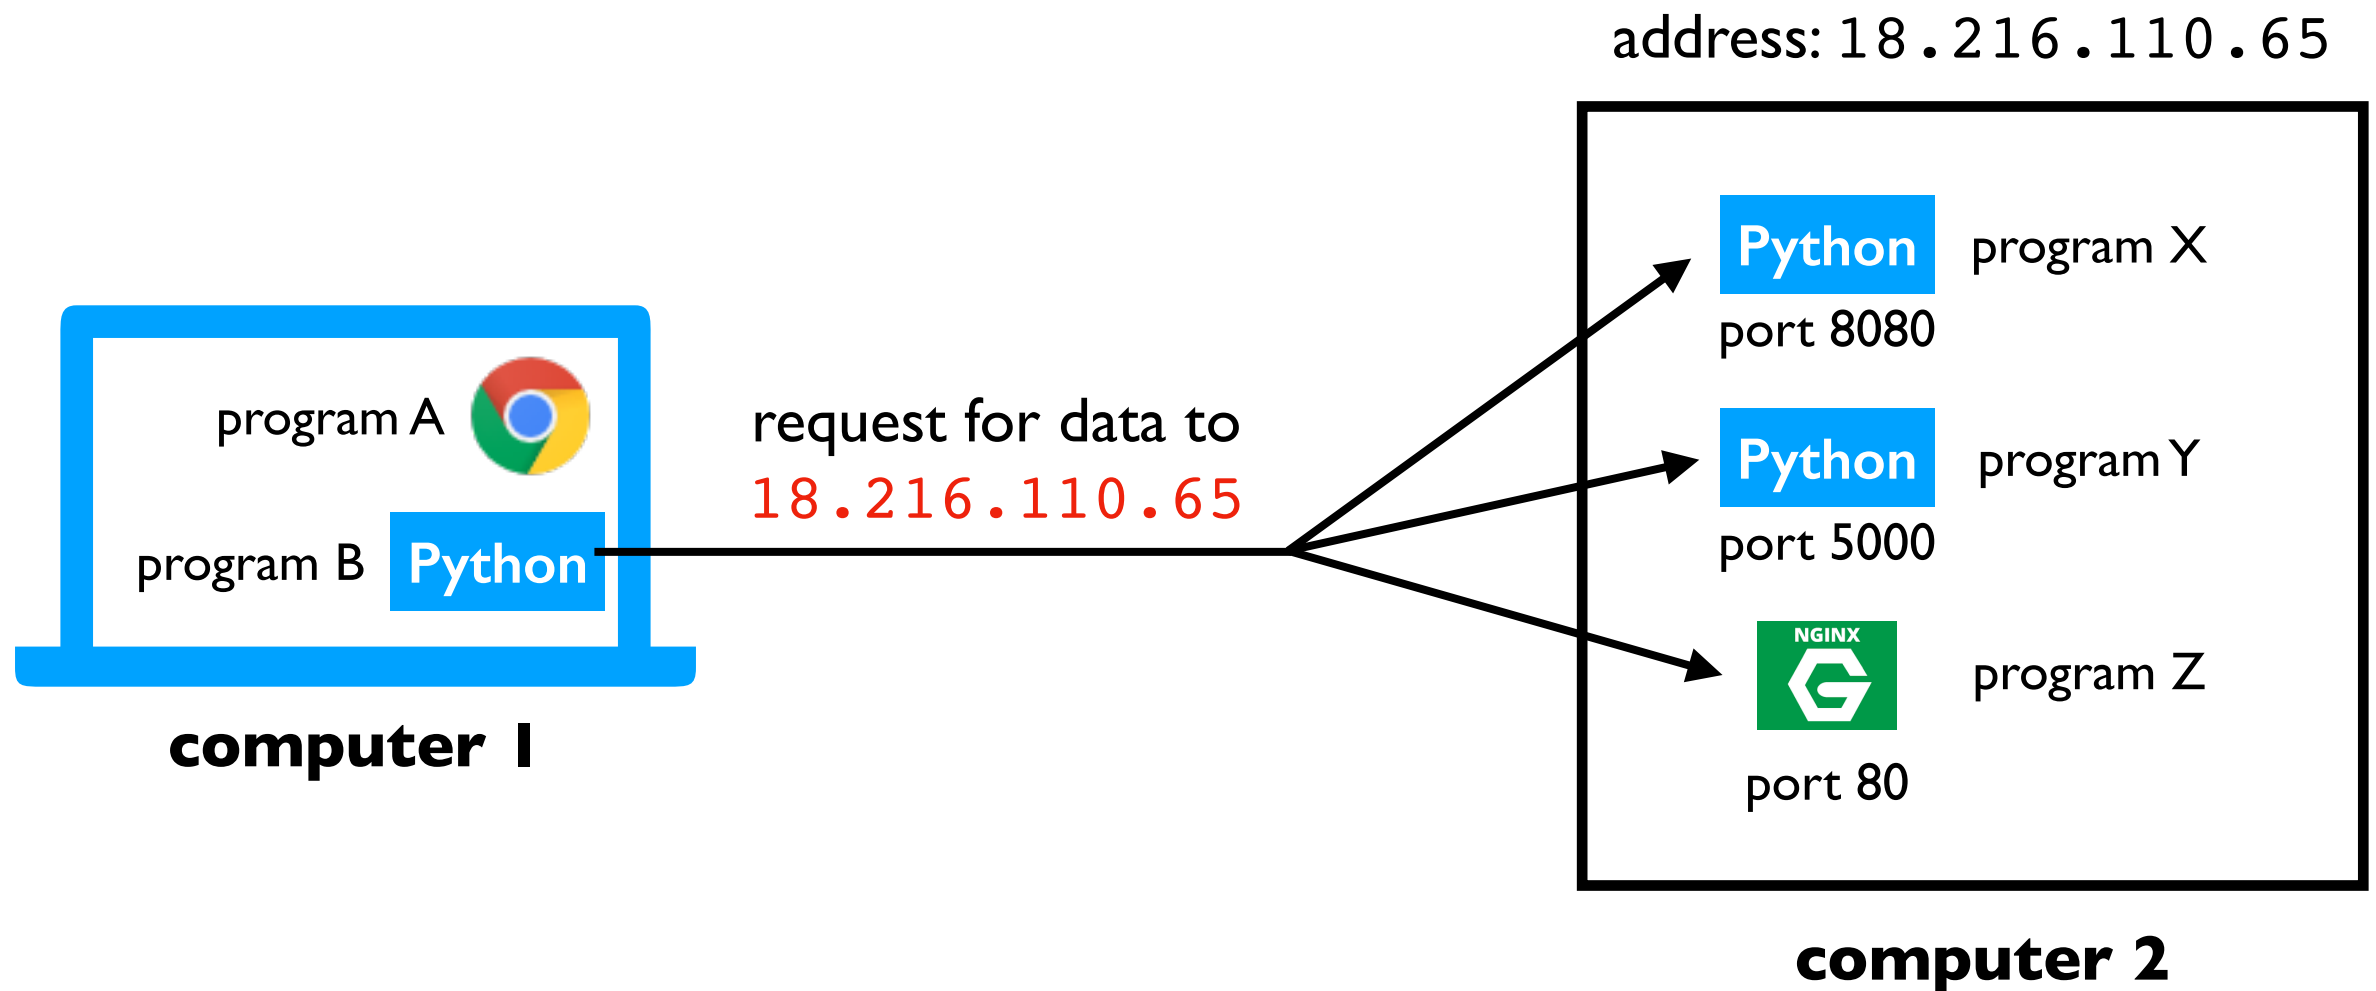 address: 18.216.110.65
Python program X
port 8080
program A
request for data to
18.216.110.65
Python program Y
port 5000
program B Python
NGINX
program Z
port 80
computer 1
computer 2